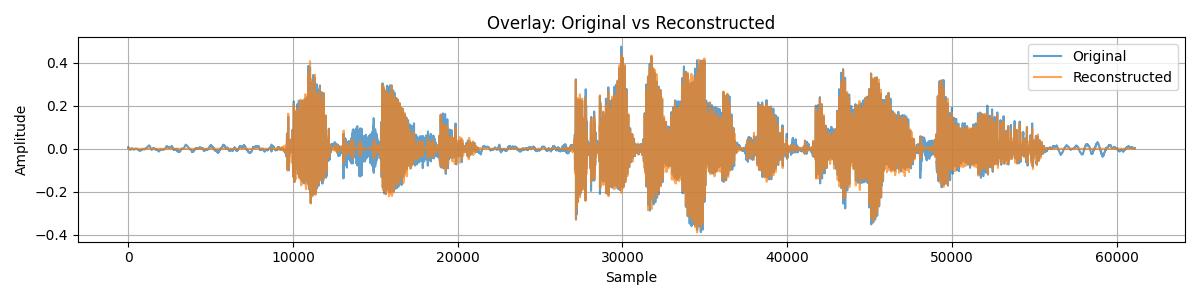 Overlay: Original vs Reconstructed
Original
Reconstructed
Amplitude
0.4
0.2
0.0
−0.2
−0.4
0 10000 20000 30000 40000 50000 60000
Sample